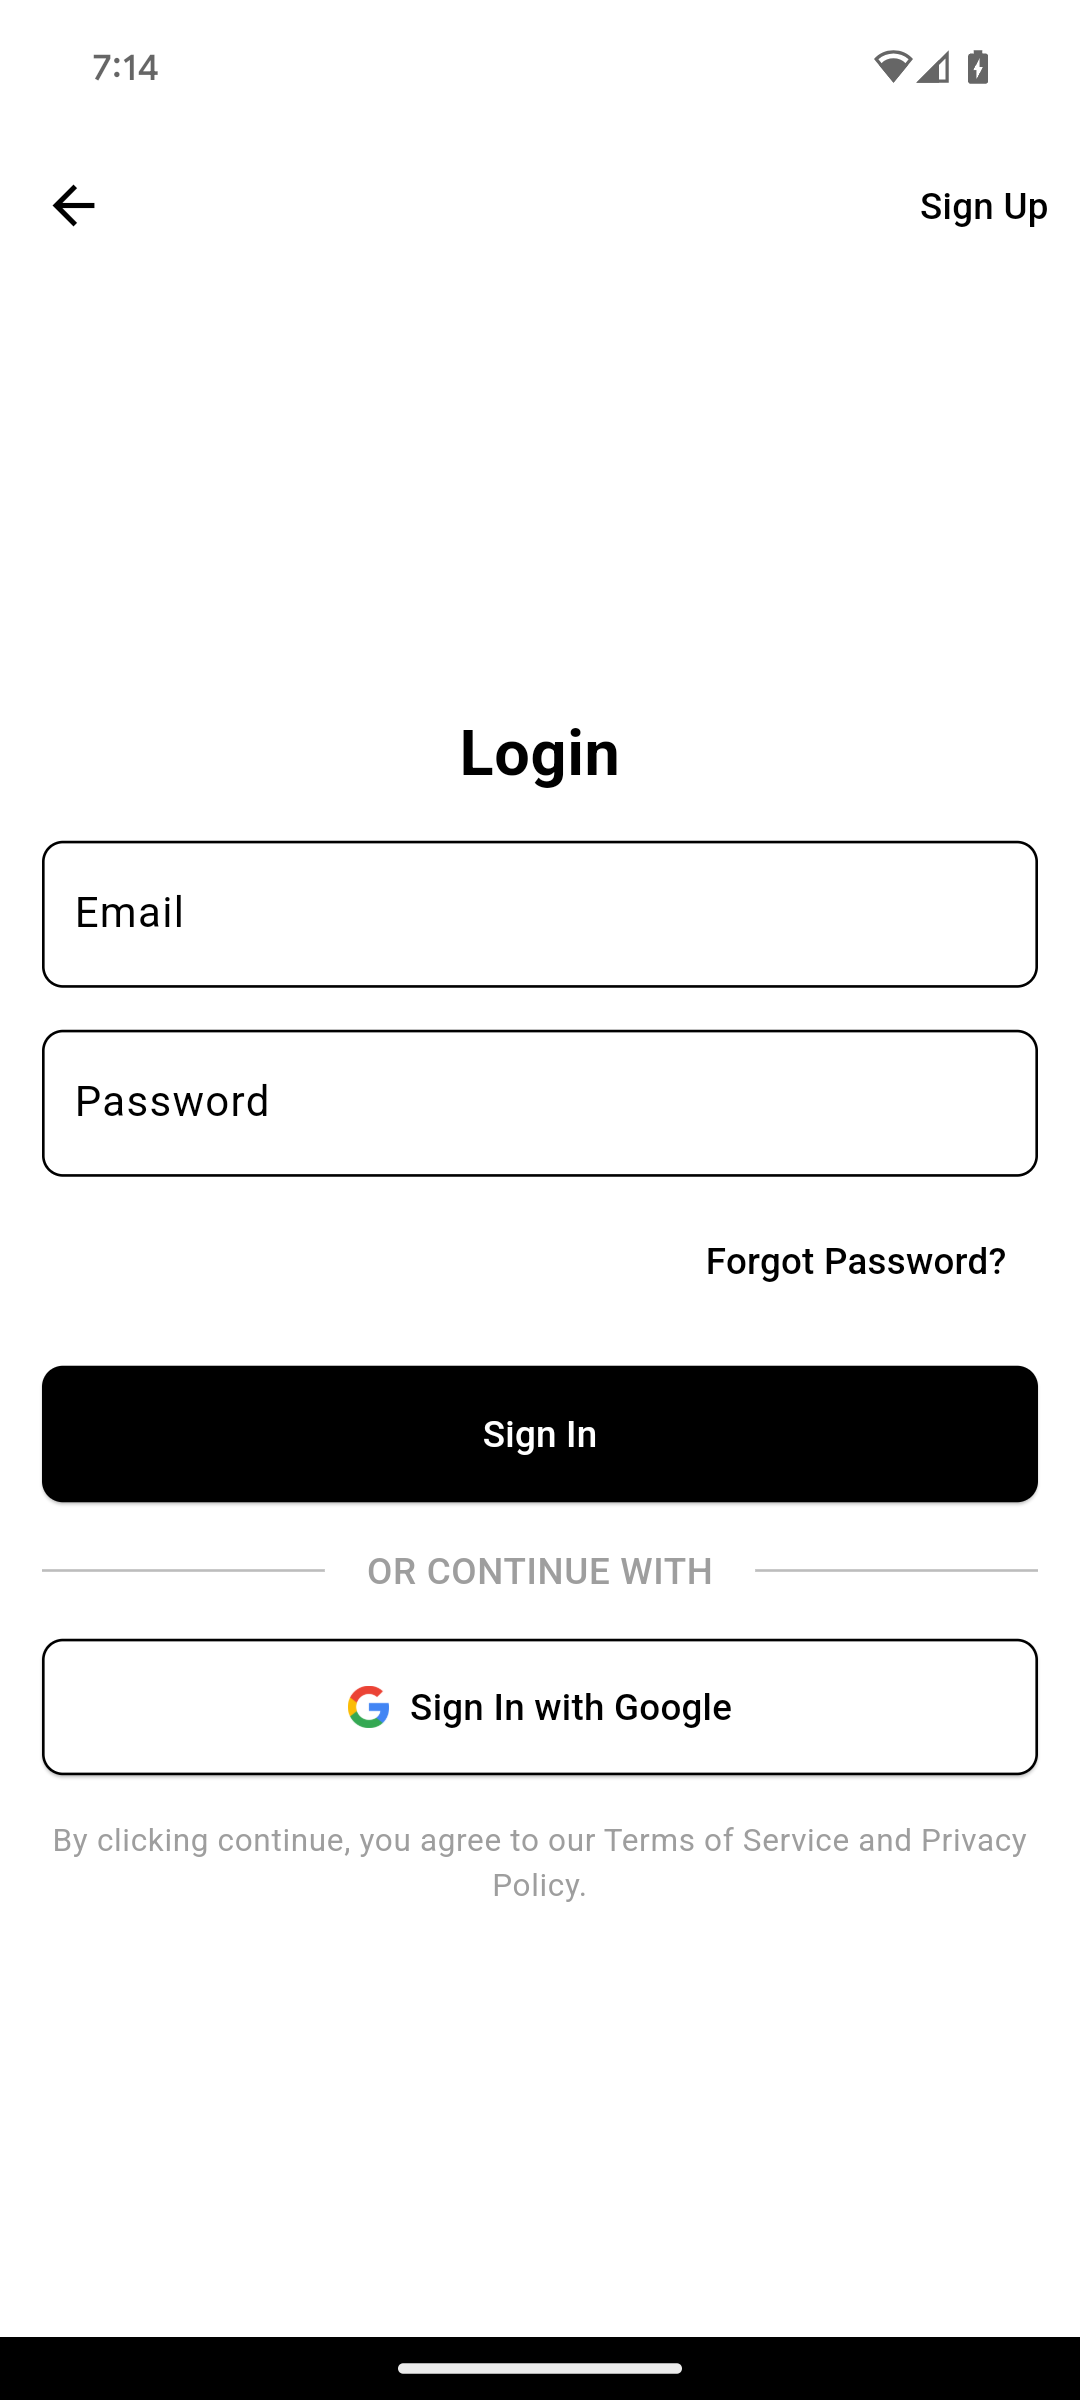 7:14
Sign Up
Login
Email
Password
Forgot Password?
Sign In
OR CONTINUE WITH
Sign In with Google
By clicking continue, you agree to our Terms of Service and Privacy
Policy.